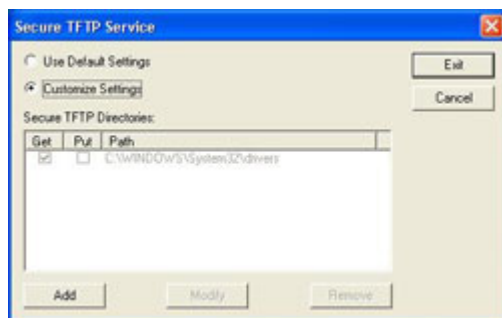 Secure TFTP Service
Use Default Settings
Exit
Customize Settings
Cancel
Secure TFTP Directories:
Get Put Path
C:\WINDOWS\System32\drivers
Add Modify Remove